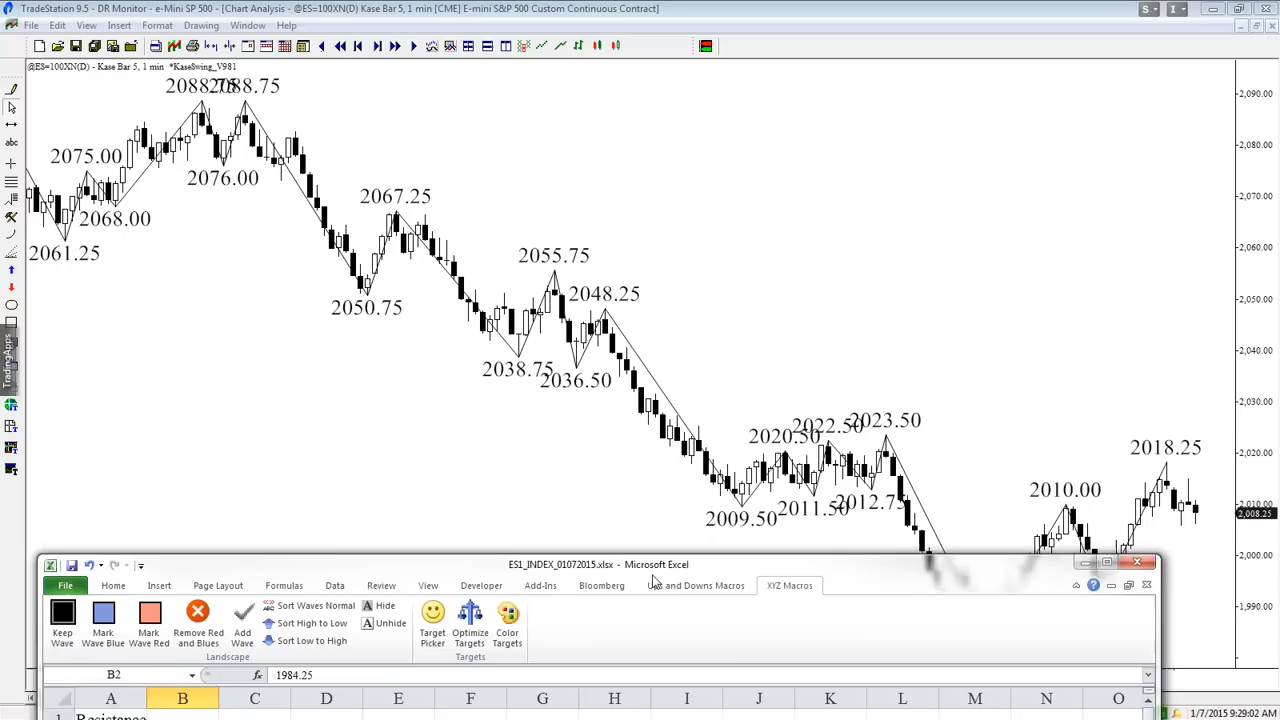 TradeStation 9.5 - DR Monitor - e-Mini SP 500 - [Chart Analysis - @ES=100XN(D) Kase Bar 5, 1 min [CME] E-mini S&P 500 Custom Continuous Contract]
File Edit View Insert Format Drawing Window Help
@ES=100XN(D) - Kase Bar 5, 1 min *KaseSwing_V981
2088.75 2088.75
2,090.00
2075.00
2,080.00
2076.00
2067.25
2,070.00
2068.00
2061.25
2055.75
2,060.00
2048.25
2,050.00
2050.75
2,040.00
TradingApps
2038.75
2036.50
2,030.00
2020.50 2022.50 2023.50
2,020.00
2018.25
2010.00
2,010.00
2009.50 2011.50 2012.75
2,008.25
2,000.00
1,990.00
ES1_INDEX_01072015.xlsx - Microsoft Excel
File Home Insert Page Layout Formulas Data Review View Developer Add-Ins Bloomberg Up and Down Macros XYZ Macros
Keep Wave Mark Wave Blue Mark Wave Red Remove Red and Blues Add Wave
Sort Waves Normal Hide
Sort High to Low Unhide
Sort Low to High
Target Picker Optimize Targets Color Targets
Landscape Targets
B2 fx 1984.25
A B C D E F G H I J K L M N O
1 Resistance
1/7/2015 9:29:02 AM